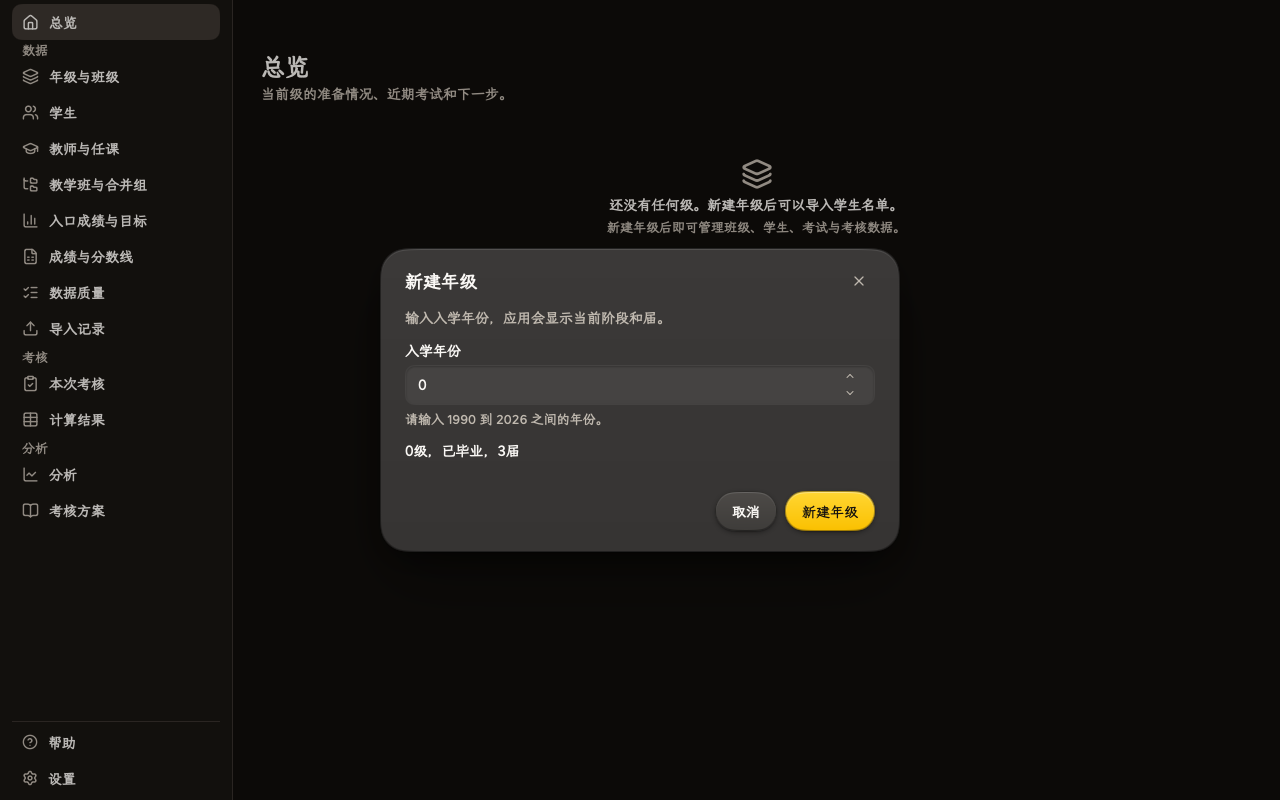 总览
数据
年级与班级
学生
教师与任课
教学班与合并组
入口成绩与目标
成绩与分数线
数据质量
导入记录
考核
本次考核
计算结果
分析
分析
考核方案
帮助
设置
总览
当前级的准备情况、近期考试和下一步。
还没有任何级。新建年级后可以导入学生名单。
新建年级后即可管理班级、学生、考试与考核数据。
新建年级
输入入学年份，应用会显示当前阶段和届。
入学年份
0
请输入 1990 到 2026 之间的年份。
0级，已毕业，3届
取消
新建年级